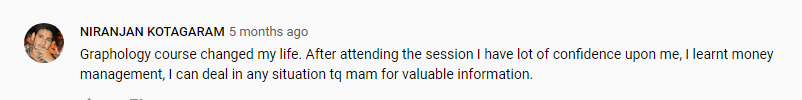 NIRANJAN KOTAGARAM 5 months ago
Graphology course changed my life. After attending the session I have lot of confidence upon me, I learnt money
management, I can deal in any situation tq mam for valuable information.